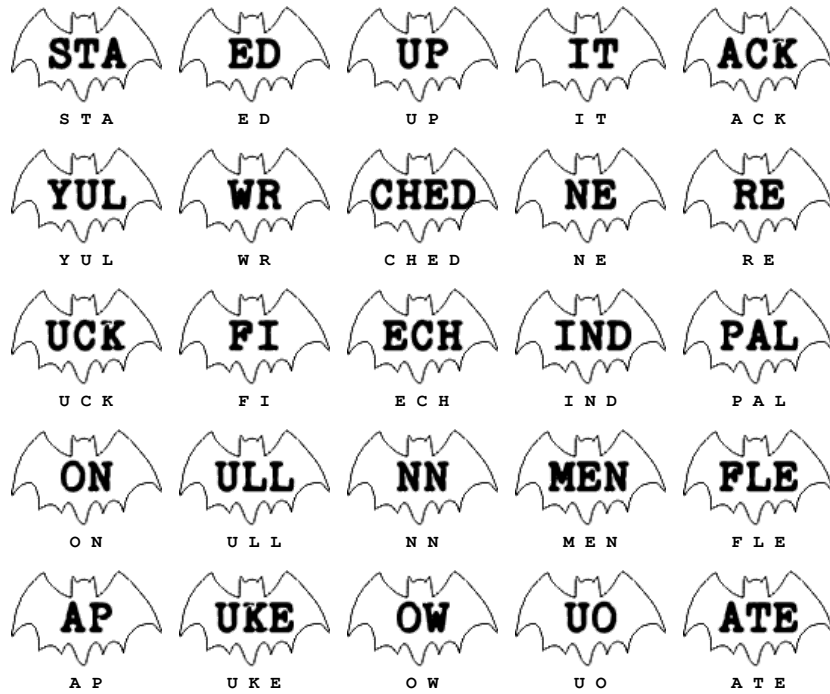 STA ED UP IT ACK
S T A E D U P I T A C K
YUL WR CHED NE RE
Y U L W R C H E D N E R E
UCK FI ECH IND PAL
U C K F I E C H I N D P A L
ON ULL NN MEN FLE
O N U L L N N M E N F L E
AP UKE OW UO ATE
A P U K E O W U O A T E